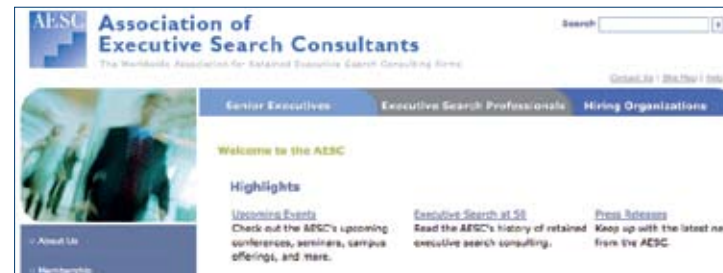 AESC
Association of
Executive Search Consultants
The Worldwide Association for Retained Executive Search Consulting Firms
Search
Contact Us | Site Map |
Senior Executives
Executive Search Professionals
Hiring Organizations
Welcome to the AESC
Highlights
Upcoming Events
Check out the AESC's upcoming
conferences, seminars, campus
offerings, and more.
Executive Search at 50
Read the AESC's history of retained
executive search consulting.
Press Releases
Keep up with the latest ne
from the AESC.
About Us
Membership